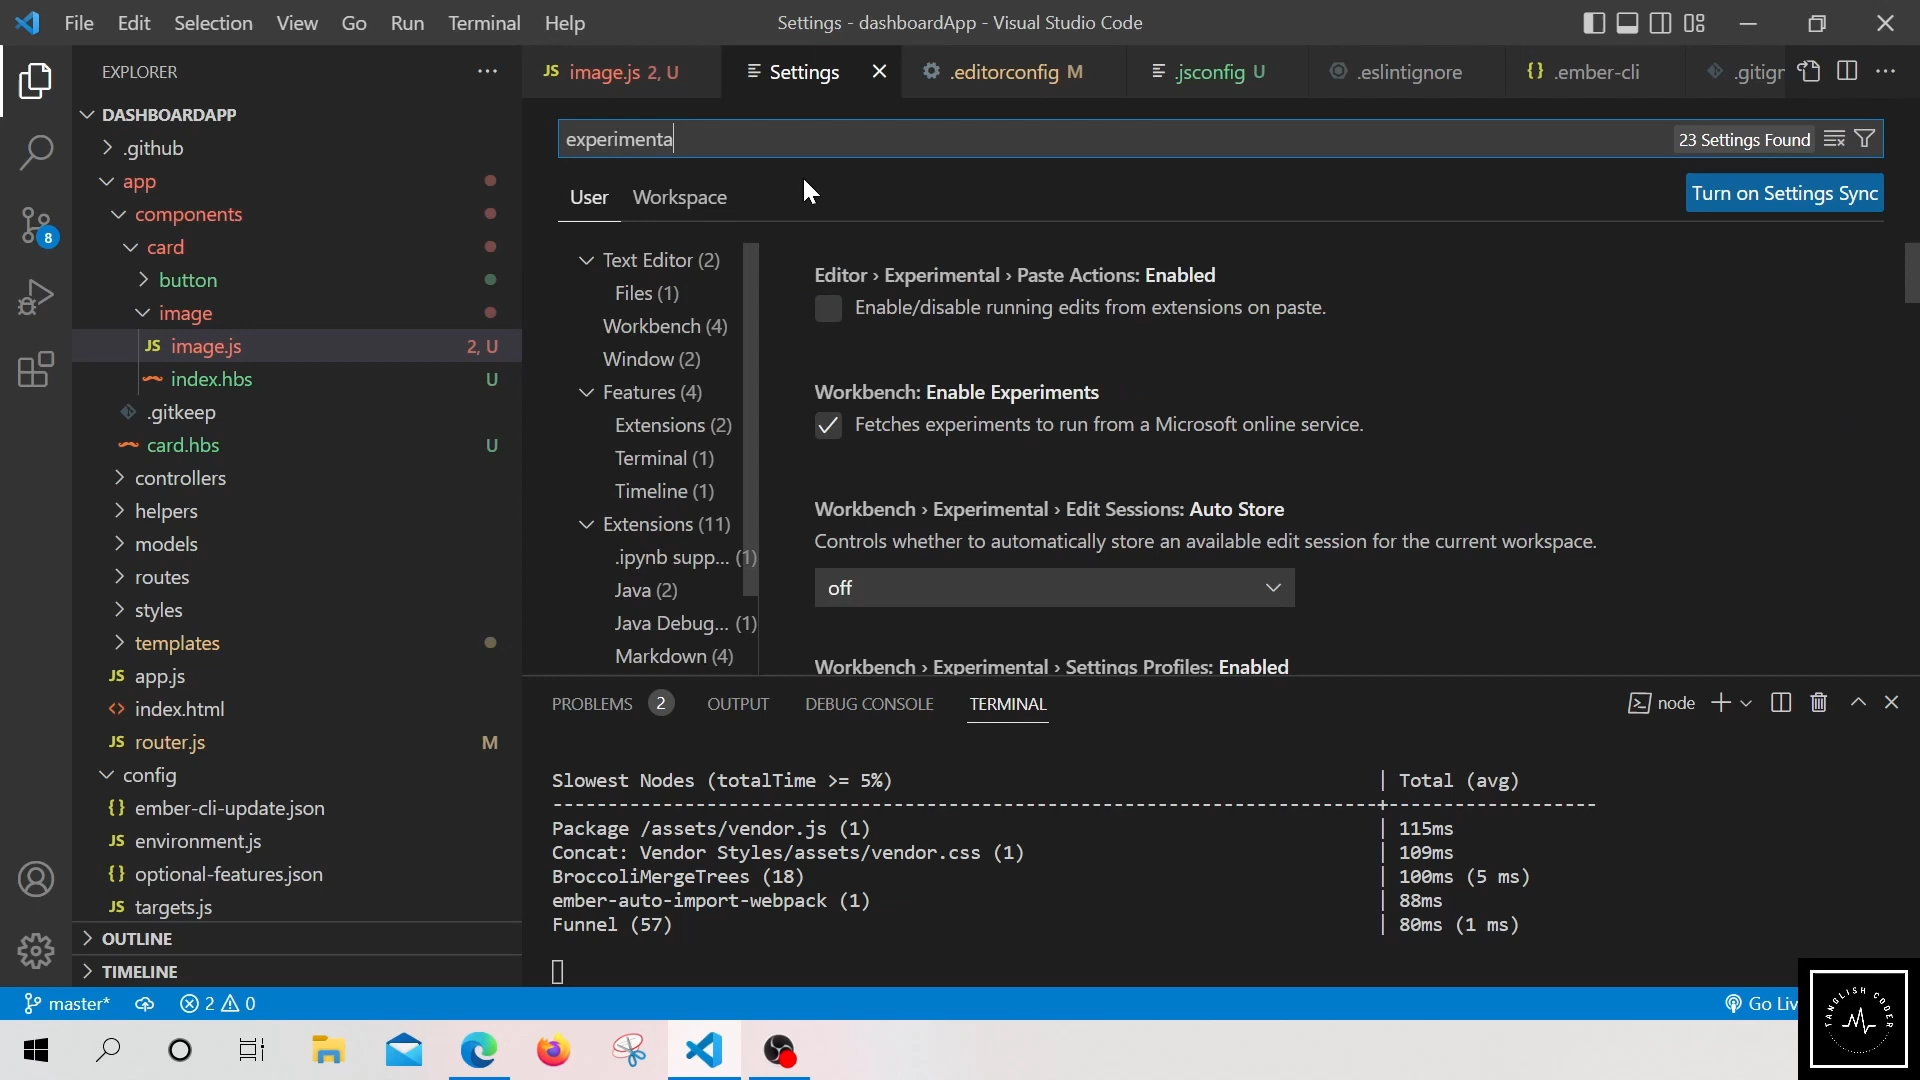 File Edit Selection View Go Run Terminal Help
Settings - dashboardApp - Visual Studio Code
EXPLORER
JS image.js 2, U
Settings
.editorconfig M
.jsconfig U
.eslintignore
{} .ember-cli
.gitign
DASHBOARDAPP
.github
app
components
card
button
image
JS image.js 2, U
index.hbs U
.gitkeep
card.hbs U
controllers
helpers
models
routes
styles
templates
JS app.js
<> index.html
JS router.js M
config
{} ember-cli-update.json
JS environment.js
{} optional-features.json
JS targets.js
OUTLINE
TIMELINE
8
experimenta
23 Settings Found
User Workspace
Turn on Settings Sync
Text Editor (2)
Files (1)
Workbench (4)
Window (2)
Features (4)
Extensions (2)
Terminal (1)
Timeline (1)
Extensions (11)
.ipynb supp... (1)
Java (2)
Java Debug... (1)
Markdown (4)
Editor › Experimental › Paste Actions: Enabled
Enable/disable running edits from extensions on paste.
Workbench: Enable Experiments
Fetches experiments to run from a Microsoft online service.
Workbench › Experimental › Edit Sessions: Auto Store
Controls whether to automatically store an available edit session for the current workspace.
off
Workbench › Experimental › Settings Profiles: Enabled
PROBLEMS 2 OUTPUT DEBUG CONSOLE TERMINAL
node
Slowest Nodes (totalTime >= 5%) | Total (avg)
-----------------------------------------------------------------------+-------------------
Package /assets/vendor.js (1) | 115ms
Concat: Vendor Styles/assets/vendor.css (1) | 109ms
BroccoliMergeTrees (18) | 100ms (5 ms)
ember-auto-import-webpack (1) | 88ms
Funnel (57) | 80ms (1 ms)
master* 2 0
Go Liv
TANGLISH CODER